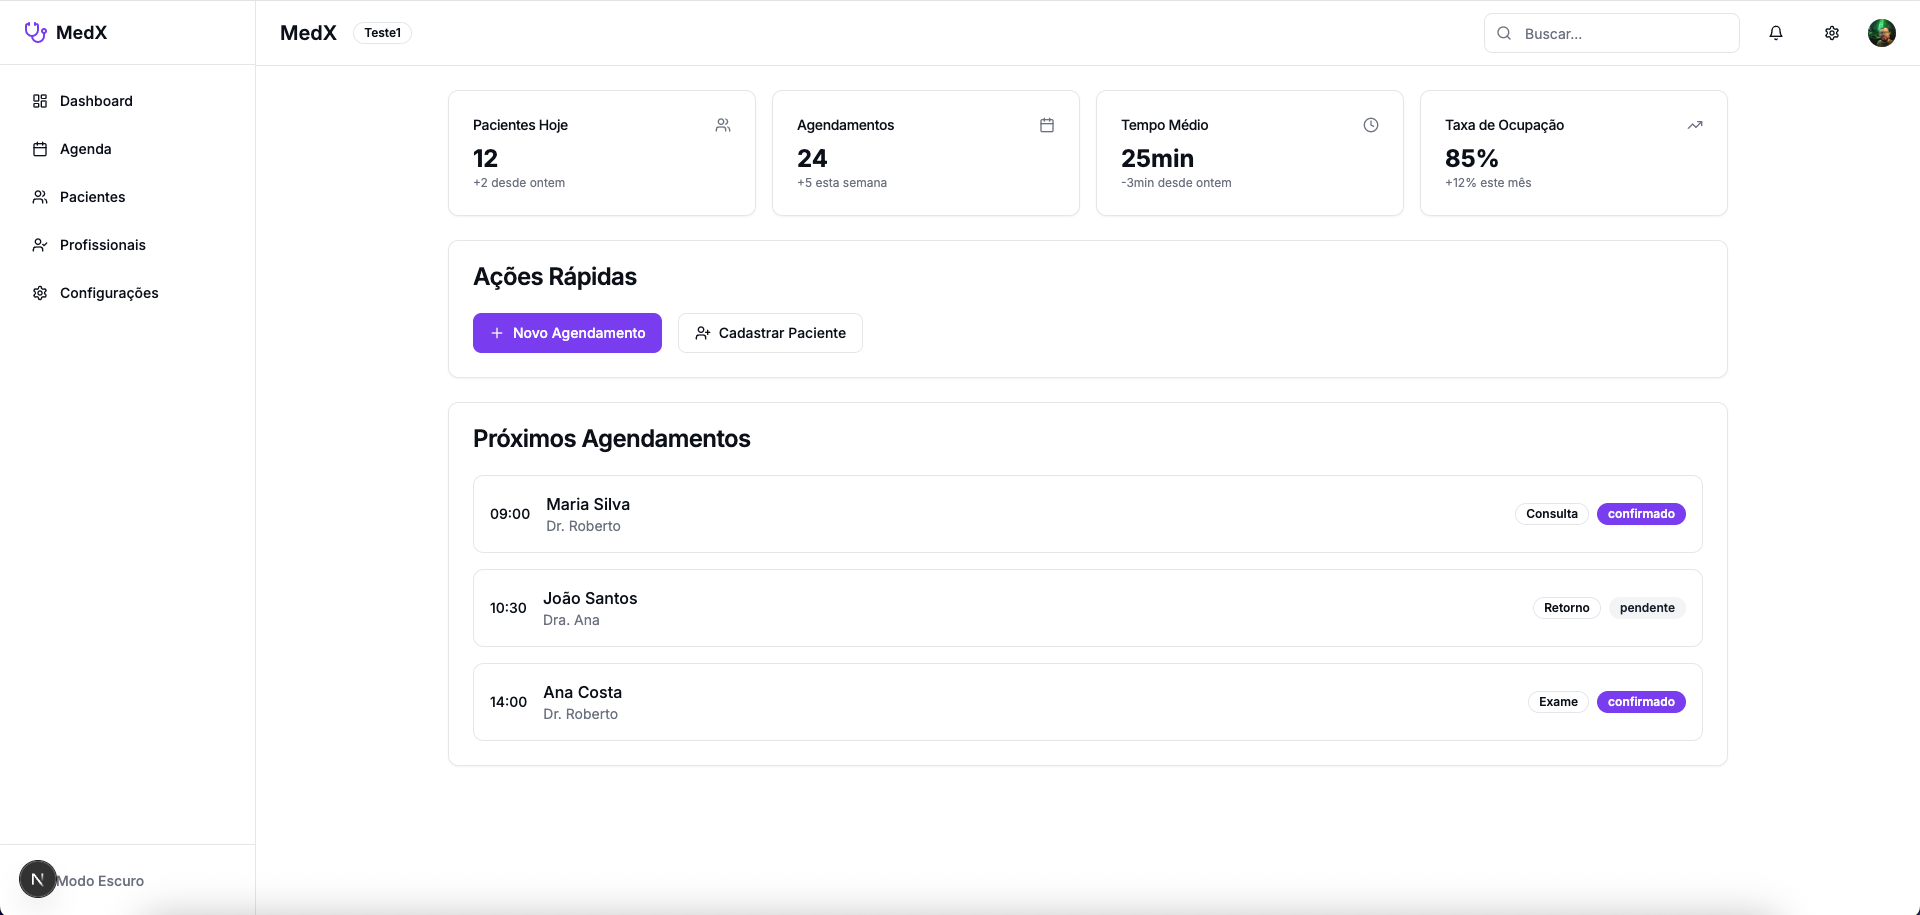 MedX
Dashboard
Agenda
Pacientes
Profissionais
Configurações
N Modo Escuro
MedX Teste1 Buscar...
Pacientes Hoje
12
+2 desde ontem
Agendamentos
24
+5 esta semana
Tempo Médio
25min
-3min desde ontem
Taxa de Ocupação
85%
+12% este mês
Ações Rápidas
Novo Agendamento Cadastrar Paciente
Próximos Agendamentos
09:00 Maria Silva Consulta confirmado
Dr. Roberto
10:30 João Santos Retorno pendente
Dra. Ana
14:00 Ana Costa Exame confirmado
Dr. Roberto